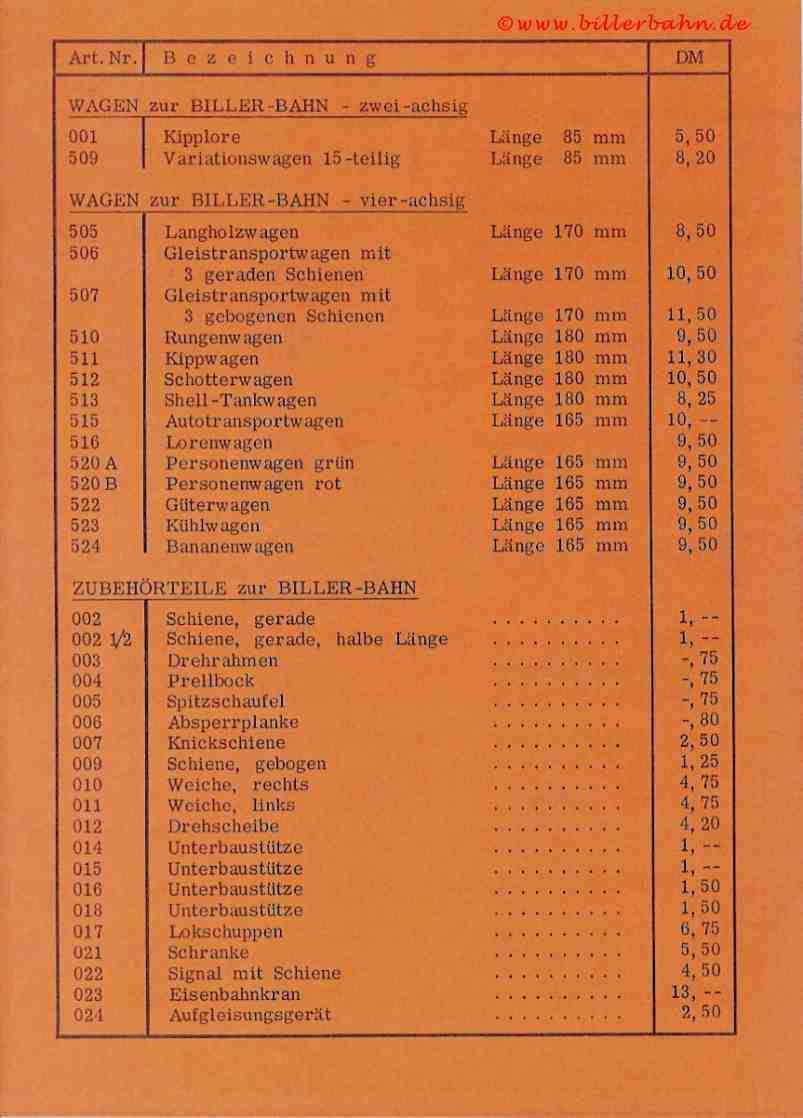 ©www.billerbahn.de
Art. Nr. Bezeichnung DM
WAGEN zur BILLER-BAHN - zwei-achsig
001 Kipplore Länge 85 mm 5,50
509 Variationswagen 15-teilig Länge 85 mm 8,20
WAGEN zur BILLER-BAHN - vier-achsig
505 Langholzwagen Länge 170 mm 8,50
506 Gleistransportwagen mit
3 geraden Schienen Länge 170 mm 10,50
507 Gleistransportwagen mit
3 gebogenen Schienen Länge 170 mm 11,50
510 Rungenwagen Länge 180 mm 9,50
511 Kippwagen Länge 180 mm 11,30
512 Schotterwagen Länge 180 mm 10,50
513 Shell-Tankwagen Länge 180 mm 8,25
515 Autotransportwagen Länge 165 mm 10,--
516 Lorenwagen 9,50
520 A Personenwagen grün Länge 165 mm 9,50
520 B Personenwagen rot Länge 165 mm 9,50
522 Güterwagen Länge 165 mm 9,50
523 Kühlwagen Länge 165 mm 9,50
524 Bananenwagen Länge 165 mm 9,50
ZUBEHÖRTEILE zur BILLER-BAHN
002 Schiene, gerade .......... 1,--
002 1/2 Schiene, gerade, halbe Länge .......... 1,--
003 Drehrahmen .......... -,75
004 Prellbock .......... -,75
005 Spitzschaufel .......... -,75
006 Absperrplanke .......... -,80
007 Knickschiene .......... 2,50
009 Schiene, gebogen .......... 1,25
010 Weiche, rechts .......... 4,75
011 Weiche, links .......... 4,75
012 Drehscheibe .......... 4,20
014 Unterbaustütze .......... 1,--
015 Unterbaustütze .......... 1,--
016 Unterbaustütze .......... 1,50
018 Unterbaustütze .......... 1,50
017 Lokschuppen .......... 6,75
021 Schranke .......... 5,50
022 Signal mit Schiene .......... 4,50
023 Eisenbahnkran .......... 13,--
024 Aufgleisungsgerät .......... 2,50